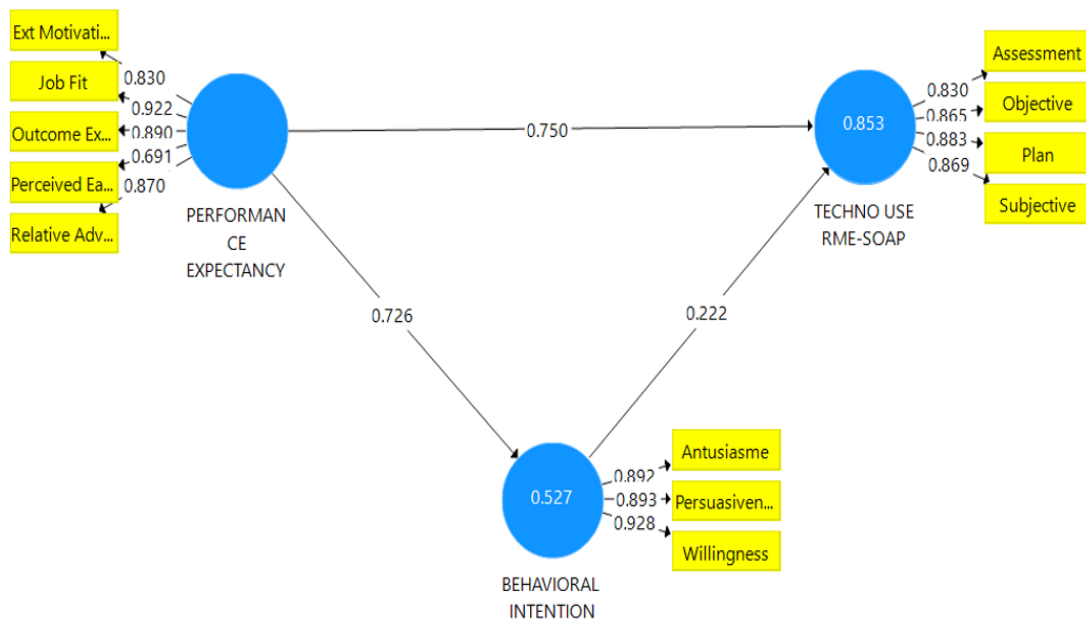 Ext Motivati...
Job Fit
Outcome Ex...
Perceived Ea...
Relative Adv...
0.830
0.922
0.890
0.691
0.870
PERFORMAN
CE
EXPECTANCY
0.750
0.726
0.222
0.853
TECHNO USE
RME-SOAP
0.830
0.865
0.883
0.869
Assessment
Objective
Plan
Subjective
0.527
BEHAVIORAL
INTENTION
0.892
0.893
0.928
Antusiasme
Persuasiven...
Willingness